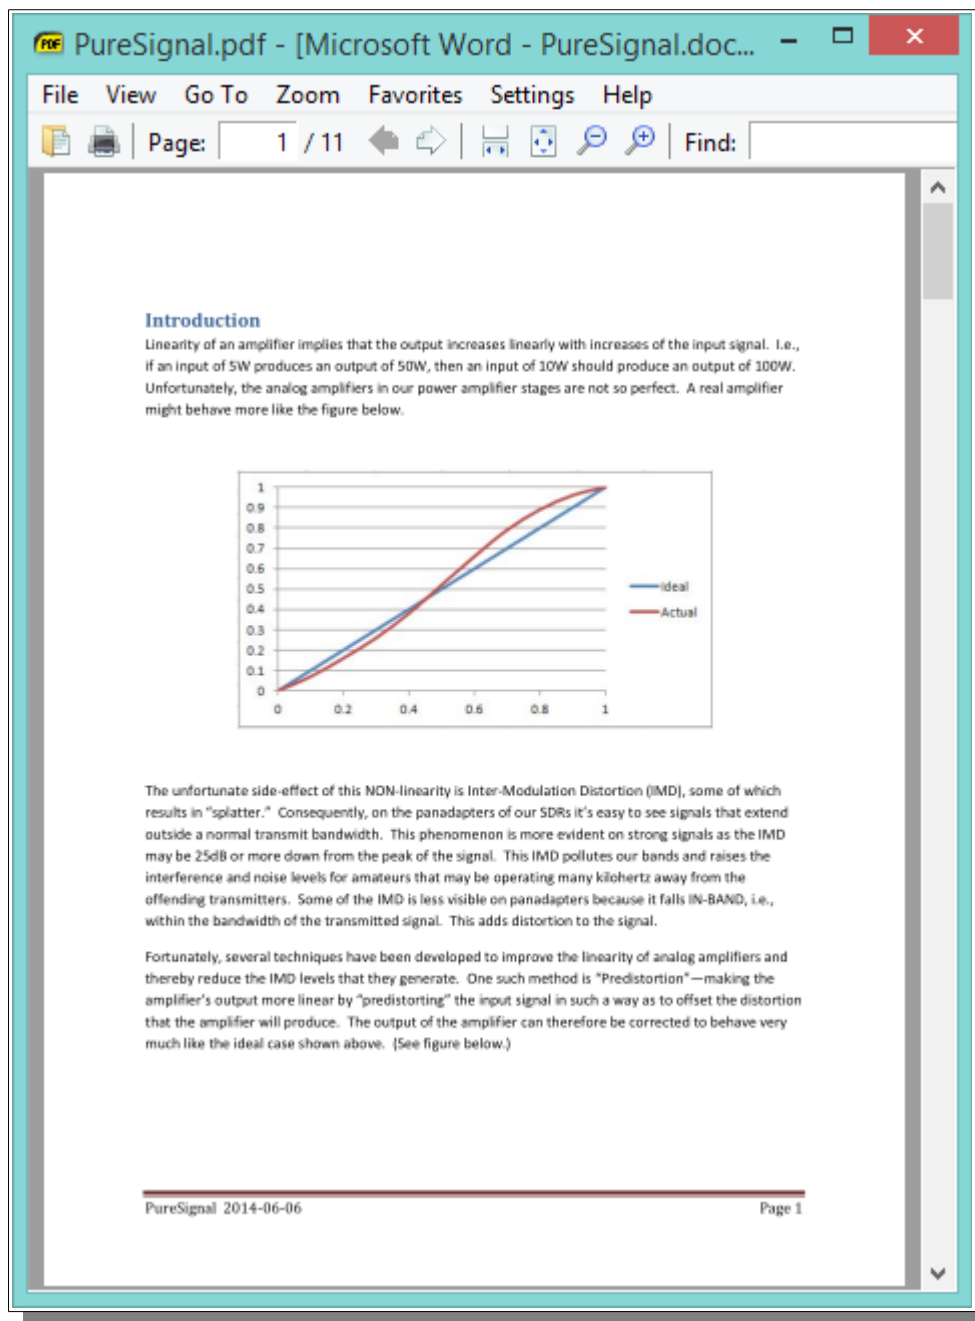 PureSignal.pdf - [Microsoft Word - PureSignal.doc...
File View Go To Zoom Favorites Settings Help
Page: 1 / 11 Find:
Introduction
Linearity of an amplifier implies that the output increases linearly with increases of the input signal. I.e.,
if an input of 5W produces an output of 50W, then an input of 10W should produce an output of 100W.
Unfortunately, the analog amplifiers in our power amplifier stages are not so perfect. A real amplifier
might behave more like the figure below.
1
0.9
0.8
0.7
0.6
0.5
0.4
0.3
0.2
0.1
0
0 0.2 0.4 0.6 0.8 1
Ideal
Actual
The unfortunate side-effect of this NON-linearity is Inter-Modulation Distortion (IMD), some of which
results in "splatter." Consequently, on the panadapters of our SDRs it's easy to see signals that extend
outside a normal transmit bandwidth. This phenomenon is more evident on strong signals as the IMD
may be 25dB or more down from the peak of the signal. This IMD pollutes our bands and raises the
interference and noise levels for amateurs that may be operating many kilohertz away from the
offending transmitters. Some of the IMD is less visible on panadapters because it falls IN-BAND, i.e.,
within the bandwidth of the transmitted signal. This adds distortion to the signal.
Fortunately, several techniques have been developed to improve the linearity of analog amplifiers and
thereby reduce the IMD levels that they generate. One such method is "Predistortion"—making the
amplifier's output more linear by "predistorting" the input signal in such a way as to offset the distortion
that the amplifier will produce. The output of the amplifier can therefore be corrected to behave very
much like the ideal case shown above. (See figure below.)
PureSignal 2014-06-06 Page 1